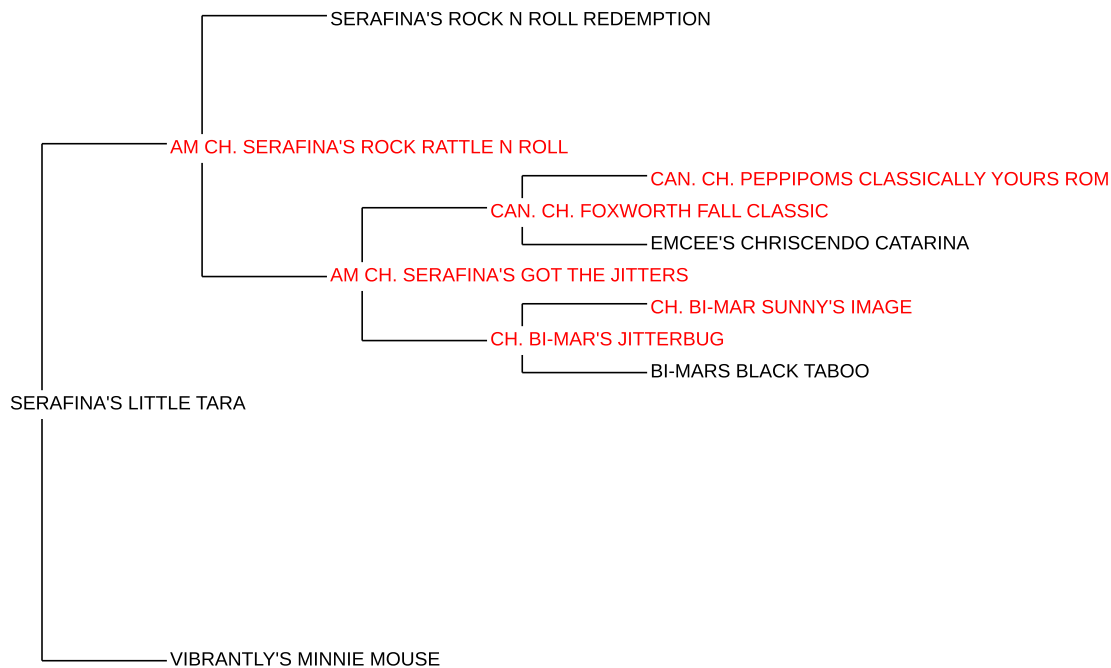 SERAFINA'S ROCK N ROLL REDEMPTION
AM CH. SERAFINA'S ROCK RATTLE N ROLL
CAN. CH. PEPPIPOMS CLASSICALLY YOURS ROM
CAN. CH. FOXWORTH FALL CLASSIC
EMCEE'S CHRISCENDO CATARINA
AM CH. SERAFINA'S GOT THE JITTERS
CH. BI-MAR SUNNY'S IMAGE
CH. BI-MAR'S JITTERBUG
BI-MARS BLACK TABOO
SERAFINA'S LITTLE TARA
VIBRANTLY'S MINNIE MOUSE